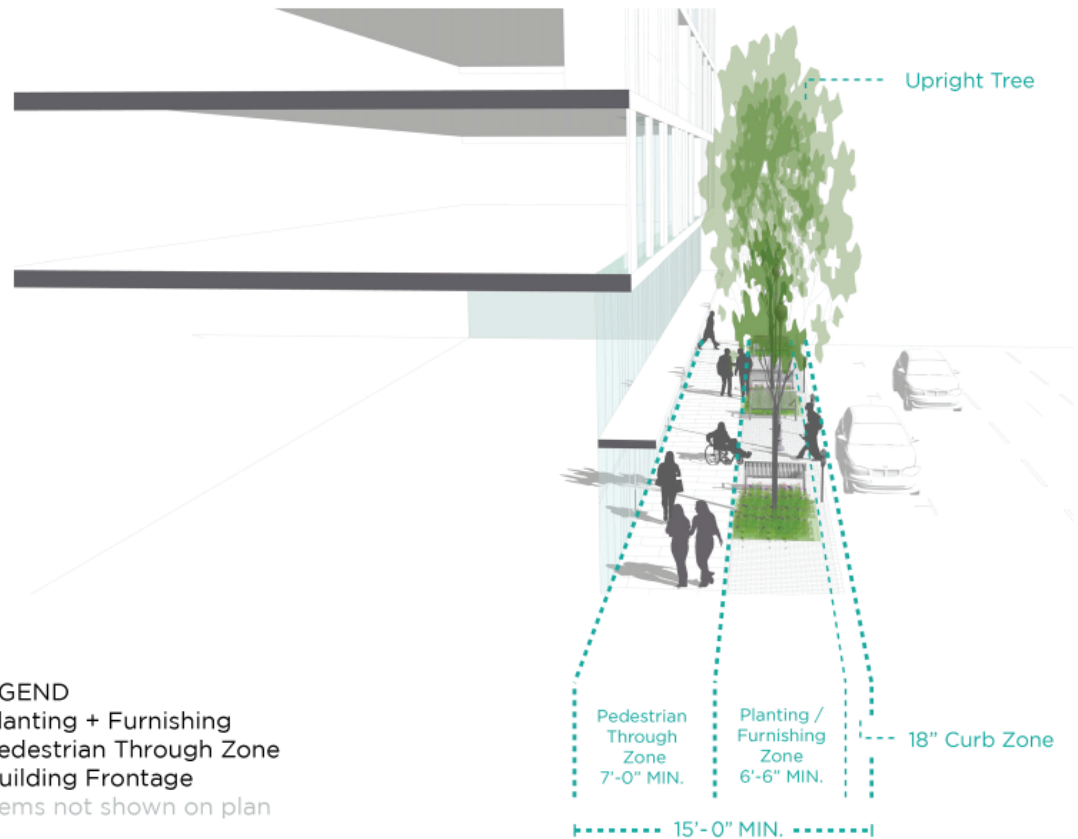 Upright Tree
GEND
lanting + Furnishing
edestrian Through Zone
uilding Frontage
ems not shown on plan
Pedestrian
Through
Zone
7'-0" MIN.
Planting /
Furnishing
Zone
6'-6" MIN.
18" Curb Zone
15'-0" MIN.